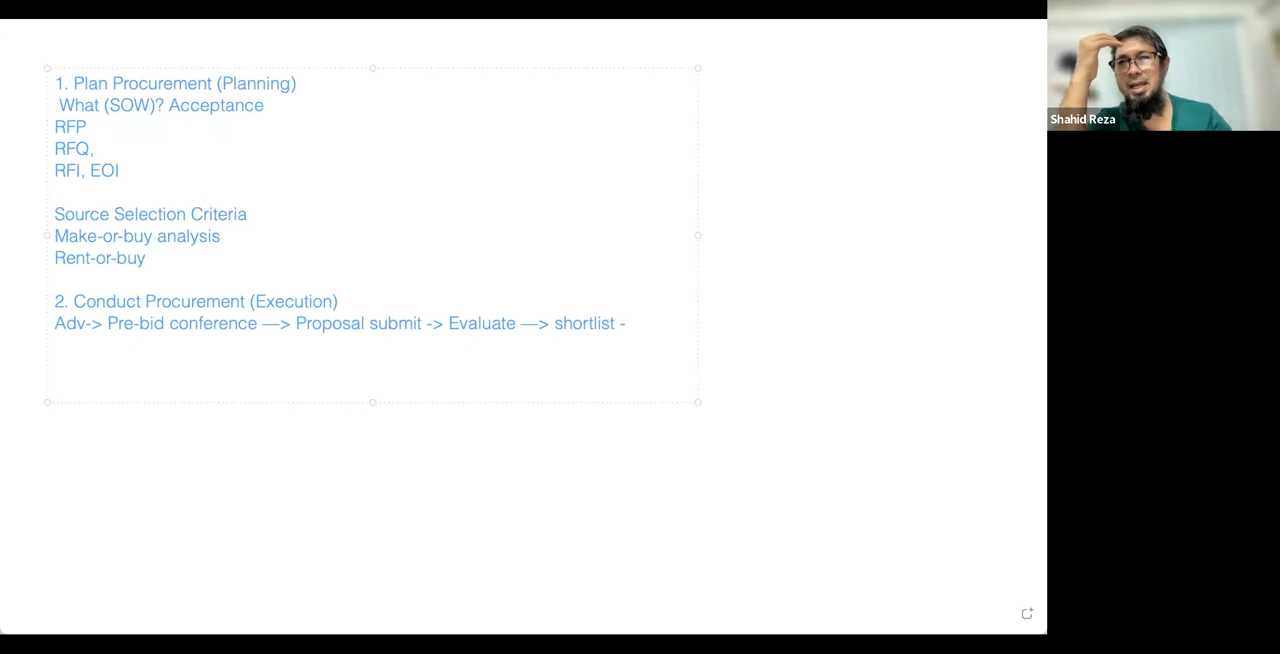 1. Plan Procurement (Planning)
What (SOW)? Acceptance
RFP
RFQ,
RFI, EOI
Source Selection Criteria
Make-or-buy analysis
Rent-or-buy
2. Conduct Procurement (Execution)
Adv-> Pre-bid conference —> Proposal submit -> Evaluate —> shortlist -
Shahid Reza